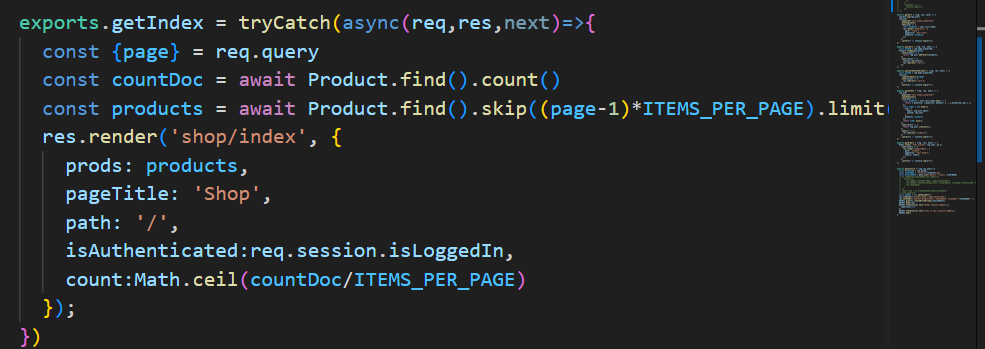 exports.getIndex = tryCatch(async(req,res,next)=>{
const {page} = req.query
const countDoc = await Product.find().count()
const products = await Product.find().skip((page-1)*ITEMS_PER_PAGE).limit(
res.render('shop/index', {
prods: products,
pageTitle: 'Shop',
path: '/',
isAuthenticated:req.session.isLoggedIn,
count:Math.ceil(countDoc/ITEMS_PER_PAGE)
});
})